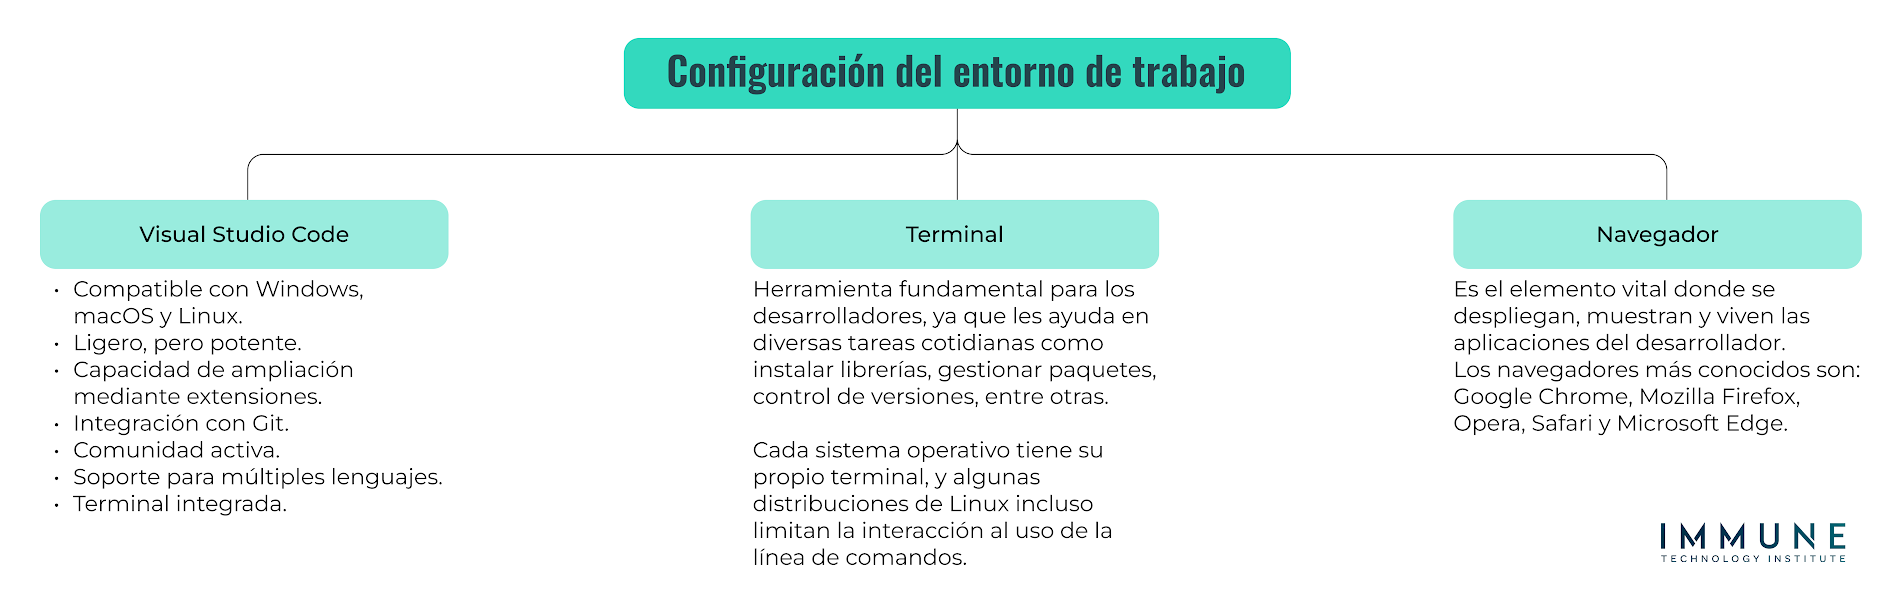 Configuración del entorno de trabajo
Visual Studio Code
• Compatible con Windows,
macOS y Linux.
• Ligero, pero potente.
• Capacidad de ampliación
mediante extensiones.
• Integración con Git.
• Comunidad activa.
• Soporte para múltiples lenguajes.
• Terminal integrada.
Terminal
Herramienta fundamental para los
desarrolladores, ya que les ayuda en
diversas tareas cotidianas como
instalar librerías, gestionar paquetes,
control de versiones, entre otras.
Cada sistema operativo tiene su
propio terminal, y algunas
distribuciones de Linux incluso
limitan la interacción al uso de la
línea de comandos.
Navegador
Es el elemento vital donde se
despliegan, muestran y viven las
aplicaciones del desarrollador.
Los navegadores más conocidos son:
Google Chrome, Mozilla Firefox,
Opera, Safari y Microsoft Edge.
IMMUNE
TECHNOLOGY INSTITUTE